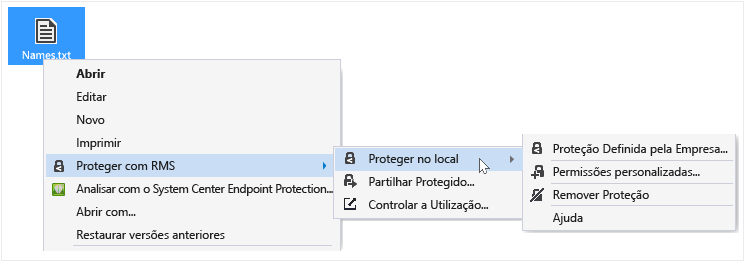 Names.txt
Abrir
Editar
Novo
Imprimir
Proteger com RMS
Analisar com o System Center Endpoint Protection...
Abrir com...
Restaurar versões anteriores
Proteger no local
Partilhar Protegido...
Controlar a Utilização...
Proteção Definida pela Empresa...
Permissões personalizadas...
Remover Proteção
Ajuda